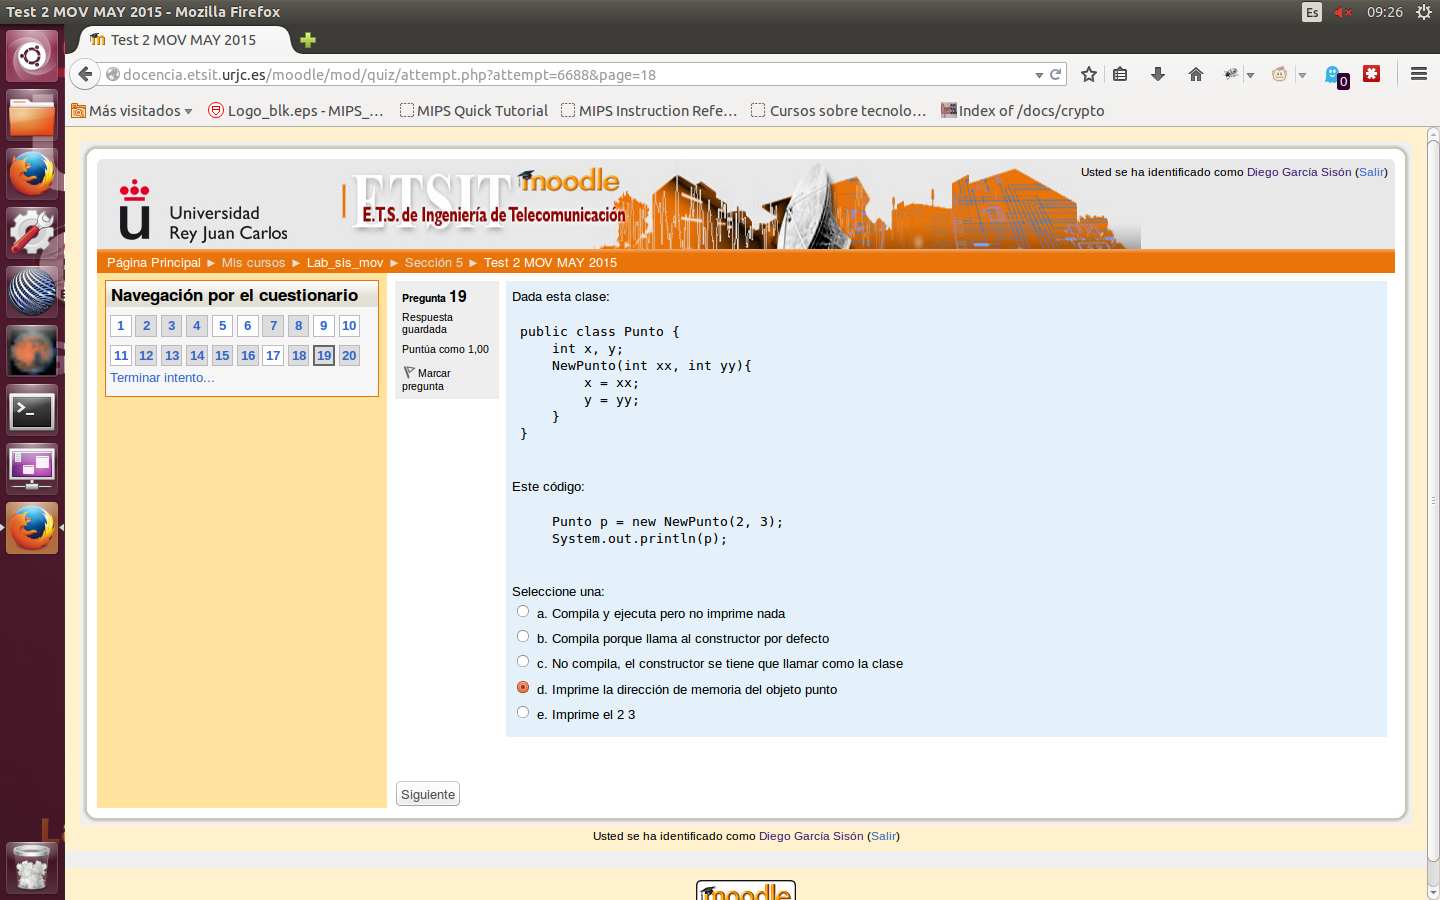 Test 2 MOV MAY 2015 - Mozilla Firefox
Es
09:26
Test 2 MOV MAY 2015
docencia.etsit.urjc.es/moodle/mod/quiz/attempt.php?attempt=6688&page=18
0
Más visitados
Logo_blk.eps - MIPS_...
MIPS Quick Tutorial
MIPS Instruction Refe...
Cursos sobre tecnolo...
Index of /docs/crypto
Universidad
Rey Juan Carlos
ETSIT moodle
E.T.S. de Ingeniería de Telecomunicación
Usted se ha identificado como Diego García Sisón (Salir)
Página Principal ► Mis cursos ► Lab_sis_mov ► Sección 5 ► Test 2 MOV MAY 2015
Navegación por el cuestionario
1 2 3 4 5 6 7 8 9 10
11 12 13 14 15 16 17 18 19 20
Terminar intento...
Pregunta 19
Respuesta
guardada
Puntúa como 1,00
Marcar
pregunta
Dada esta clase:
public class Punto {
int x, y;
NewPunto(int xx, int yy){
x = xx;
y = yy;
}
}
Este código:
Punto p = new NewPunto(2, 3);
System.out.println(p);
Seleccione una:
a. Compila y ejecuta pero no imprime nada
b. Compila porque llama al constructor por defecto
c. No compila, el constructor se tiene que llamar como la clase
d. Imprime la dirección de memoria del objeto punto
e. Imprime el 2 3
Siguiente
Usted se ha identificado como Diego García Sisón (Salir)
moodle